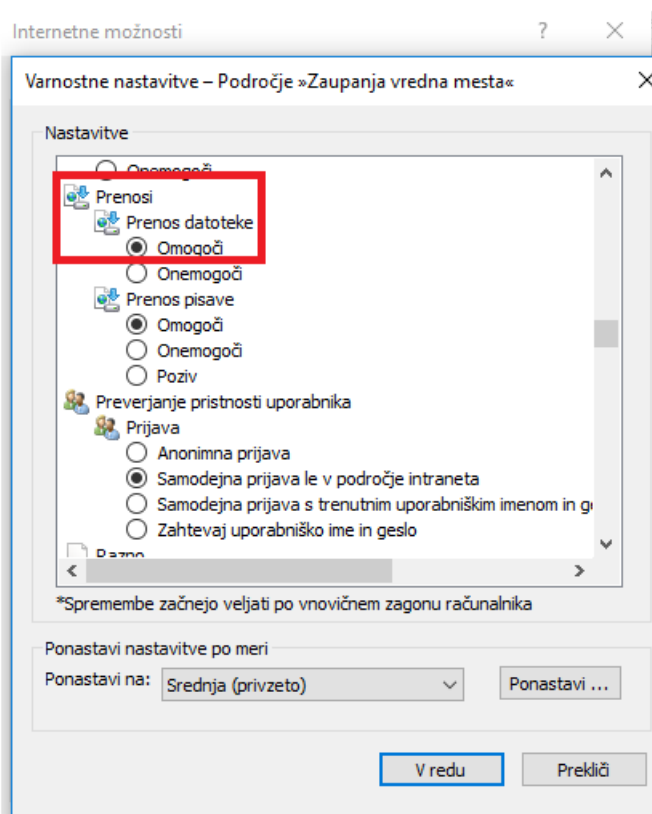 Internetne možnosti
Varnostne nastavitve – Področje »Zaupanja vredna mesta«
Nastavitve
Onemogoči
Prenosi
Prenos datoteke
Omogoči
Onemogoči
Prenos pisave
Omogoči
Onemogoči
Poziv
Preverjanje pristnosti uporabnika
Prijava
Anonimna prijava
Samodejna prijava le v področje intraneta
Samodejna prijava s trenutnim uporabniškim imenom in
Zahtevaj uporabniško ime in geslo
Razno
*Spremembe začnejo veljati po vnovičnem zagonu računalnika
Ponastavi nastavitve po meri
Ponastavi na: Srednja (privzeto) Ponastavi ...
V redu Prekliči